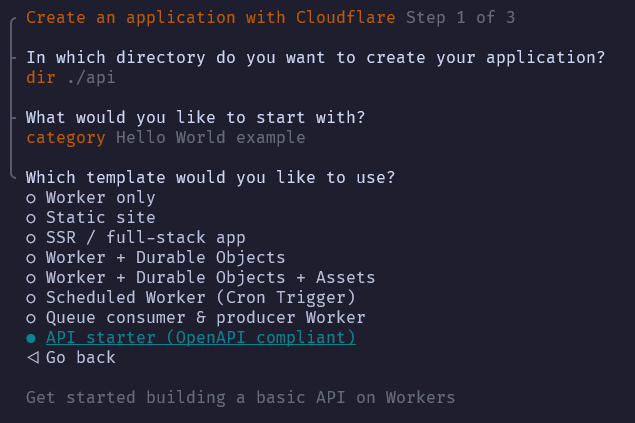 Create an application with Cloudflare Step 1 of 3
In which directory do you want to create your application?
dir ./api
What would you like to start with?
category Hello World example
Which template would you like to use?
○ Worker only
○ Static site
○ SSR / full-stack app
○ Worker + Durable Objects
○ Worker + Durable Objects + Assets
○ Scheduled Worker (Cron Trigger)
○ Queue consumer & producer Worker
● API starter (OpenAPI compliant)
◁ Go back
Get started building a basic API on Workers